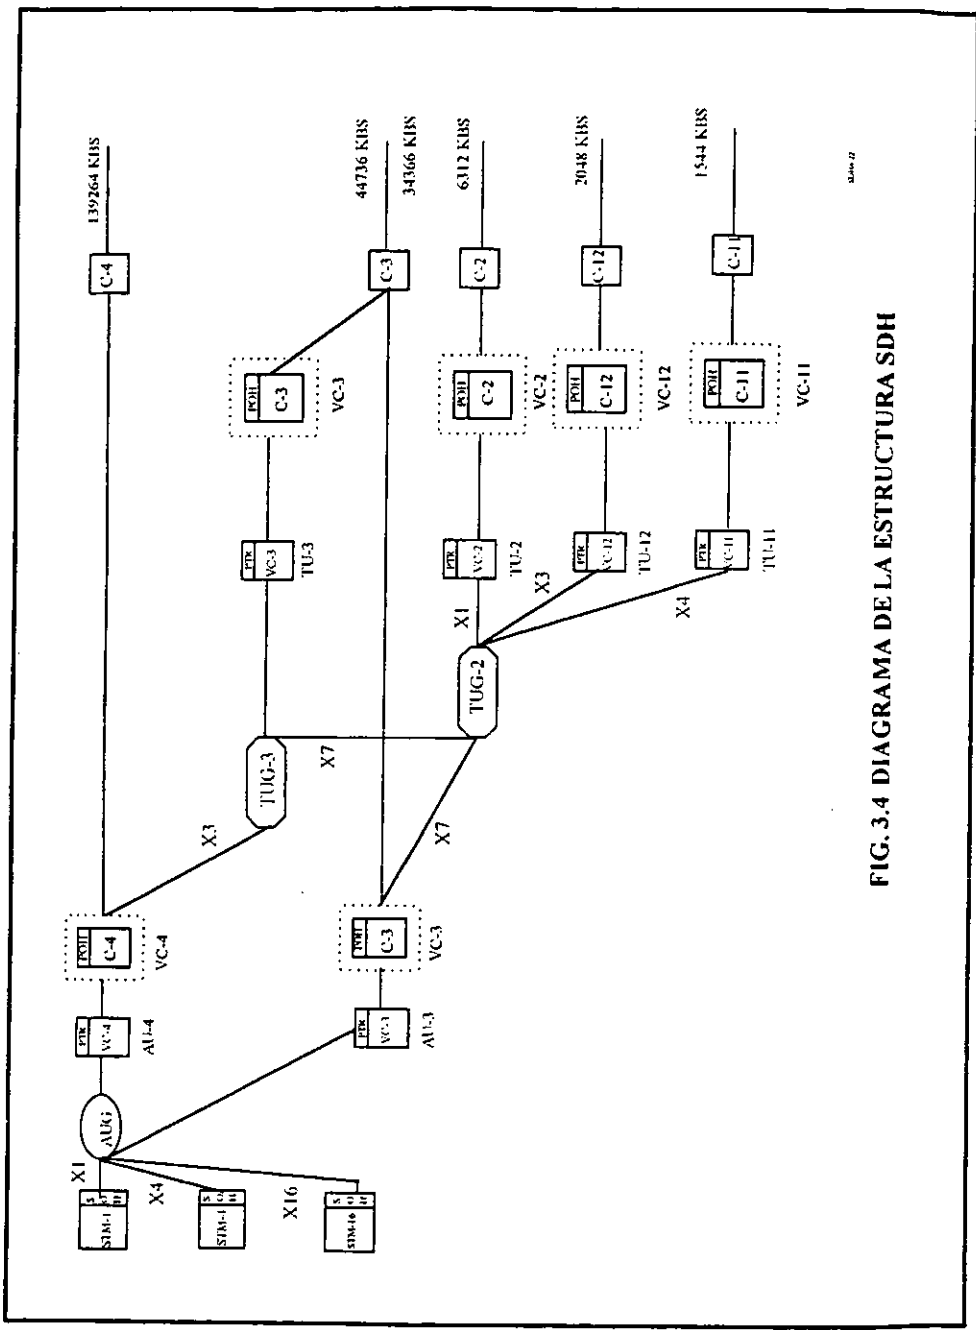 X1
X4
X16
STM-1
S
O
H
STM-4
S
O
H
STM-16
S
O
H
AUG
PTR
VC-4
AU-4
POH
C-4
VC-4
C-4
139264 KBS
X3
TUG-3
X7
PTR
VC-3
TU-3
POH
C-3
VC-3
C-3
44736 KBS
34366 KBS
PTR
VC-3
AU-3
POH
C-3
VC-3
X7
TUG-2
X1
X3
X4
PTR
VC-2
TU-2
POH
C-2
VC-2
C-2
6312 KBS
PTR
VC-12
TU-12
POH
C-12
VC-12
C-12
2048 KBS
PTR
VC-11
TU-11
POH
C-11
VC-11
C-11
1544 KBS
FIG. 3.4 DIAGRAMA DE LA ESTRUCTURA SDH